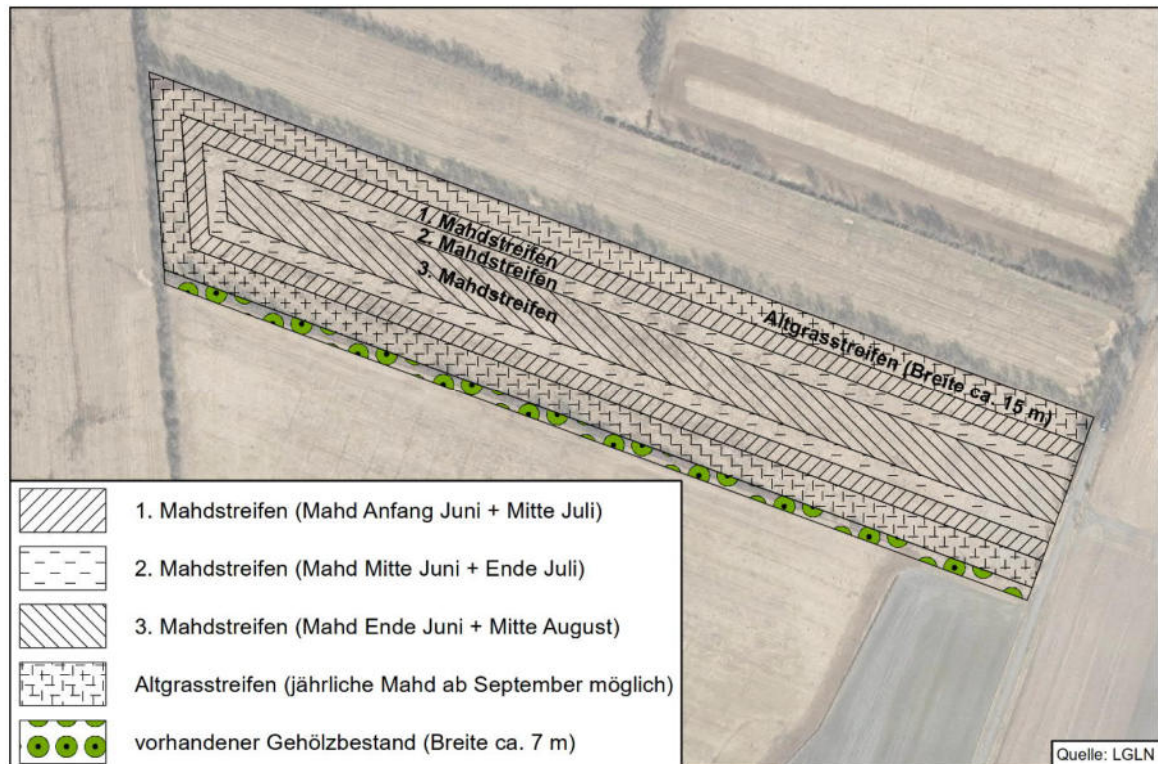 1. Mahdstreifen
2. Mahdstreifen
3. Mahdstreifen
Altgrasstreifen (Breite ca. 15 m)
1. Mahdstreifen (Mahd Anfang Juni + Mitte Juli)
2. Mahdstreifen (Mahd Mitte Juni + Ende Juli)
3. Mahdstreifen (Mahd Ende Juni + Mitte August)
Altgrasstreifen (jährliche Mahd ab September möglich)
vorhandener Gehölzbestand (Breite ca. 7 m)
Quelle: LGLN